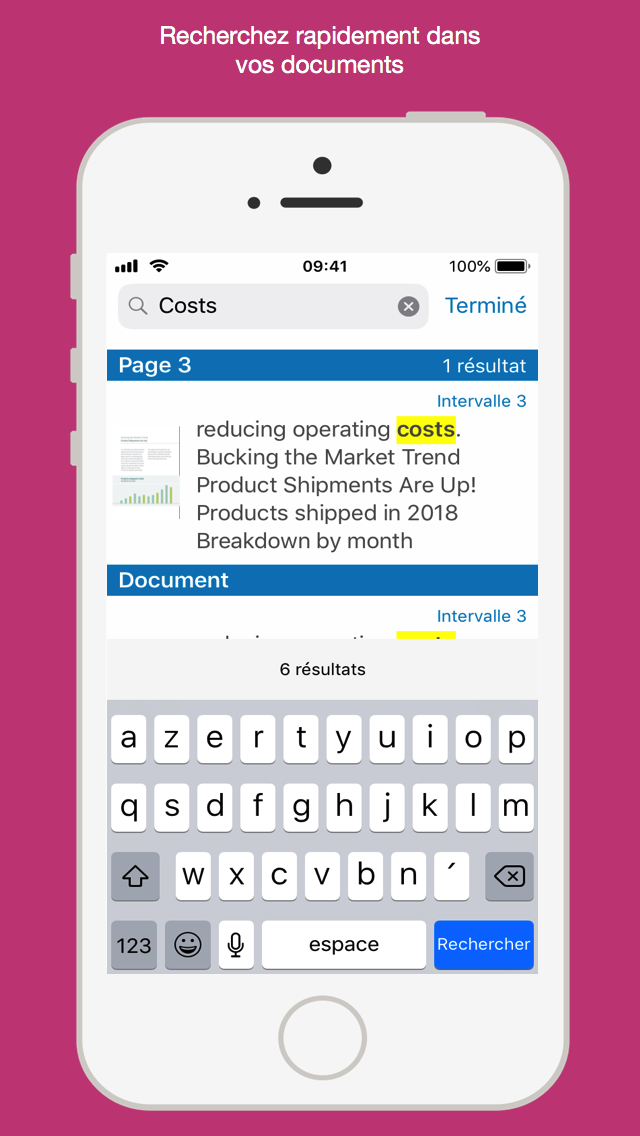 Recherchez rapidement dans
vos documents
09:41
100%
Costs
Terminé
Page 3
1 résultat
Intervalle 3
reducing operating costs.
Bucking the Market Trend
Product Shipments Are Up!
Products shipped in 2018
Breakdown by month
Document
Intervalle 3
6 résultats
a z e r t y u i o p
q s d f g h j k l m
w x c v b n ´
123
espace
Rechercher